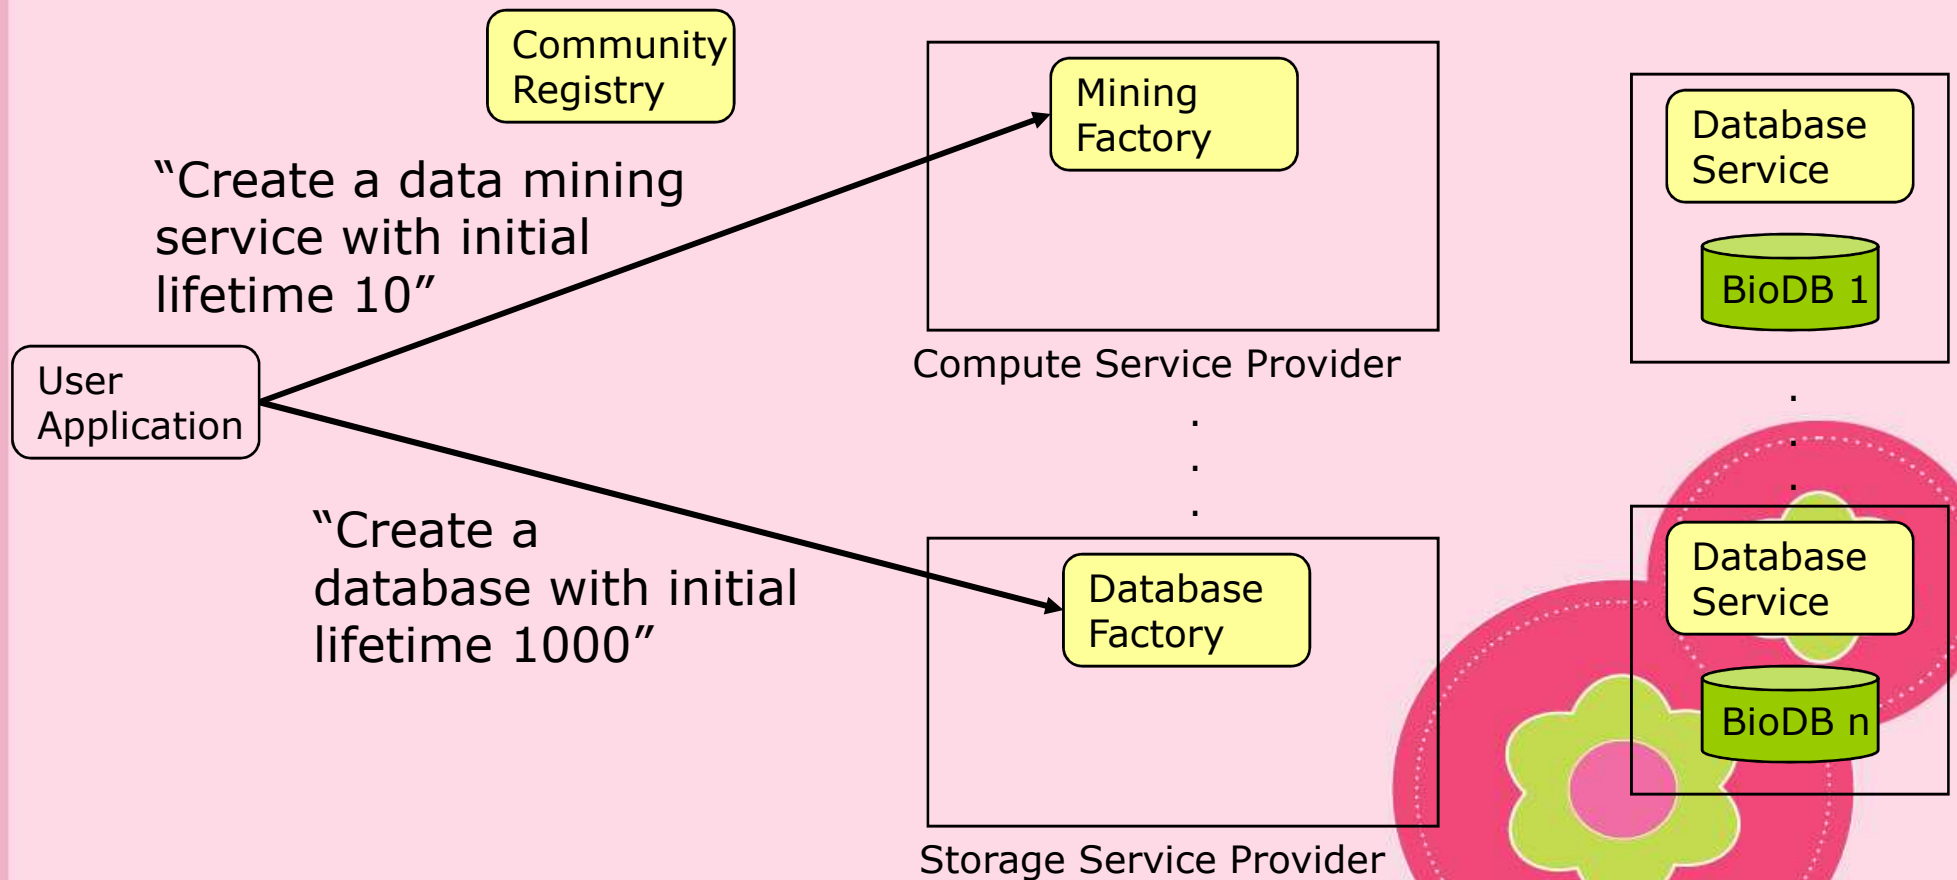 Community
Registry
Mining
Factory
Database
Service
"Create a data mining
service with initial
lifetime 10"
BioDB 1
Compute Service Provider
User
Application
.
.
.
.
.
.
"Create a
database with initial
lifetime 1000"
Database
Factory
Database
Service
BioDB n
Storage Service Provider